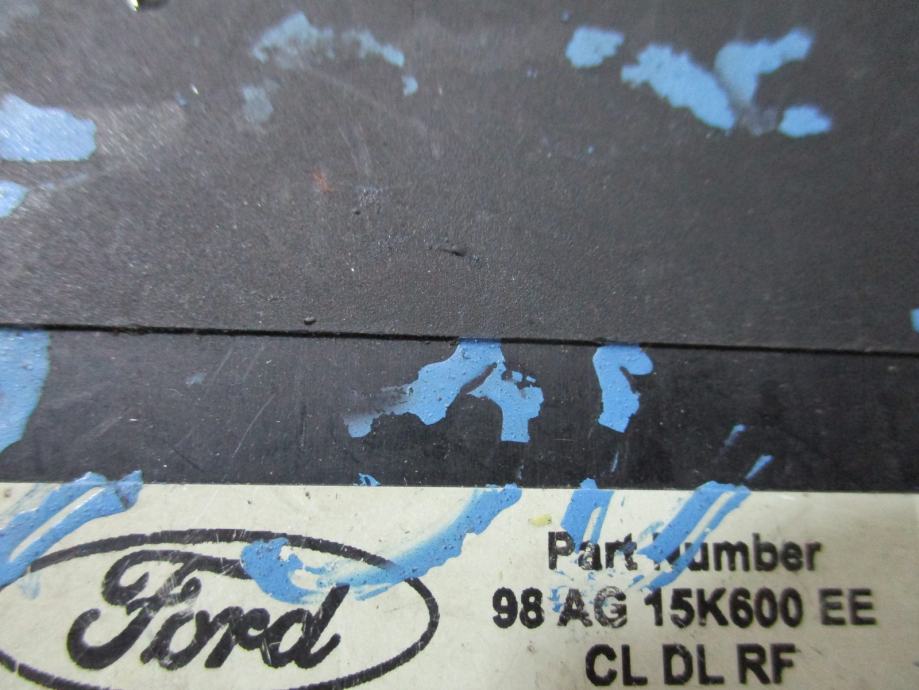 Ford
Part Number
98 AG 15K600 EE
CL DL RF